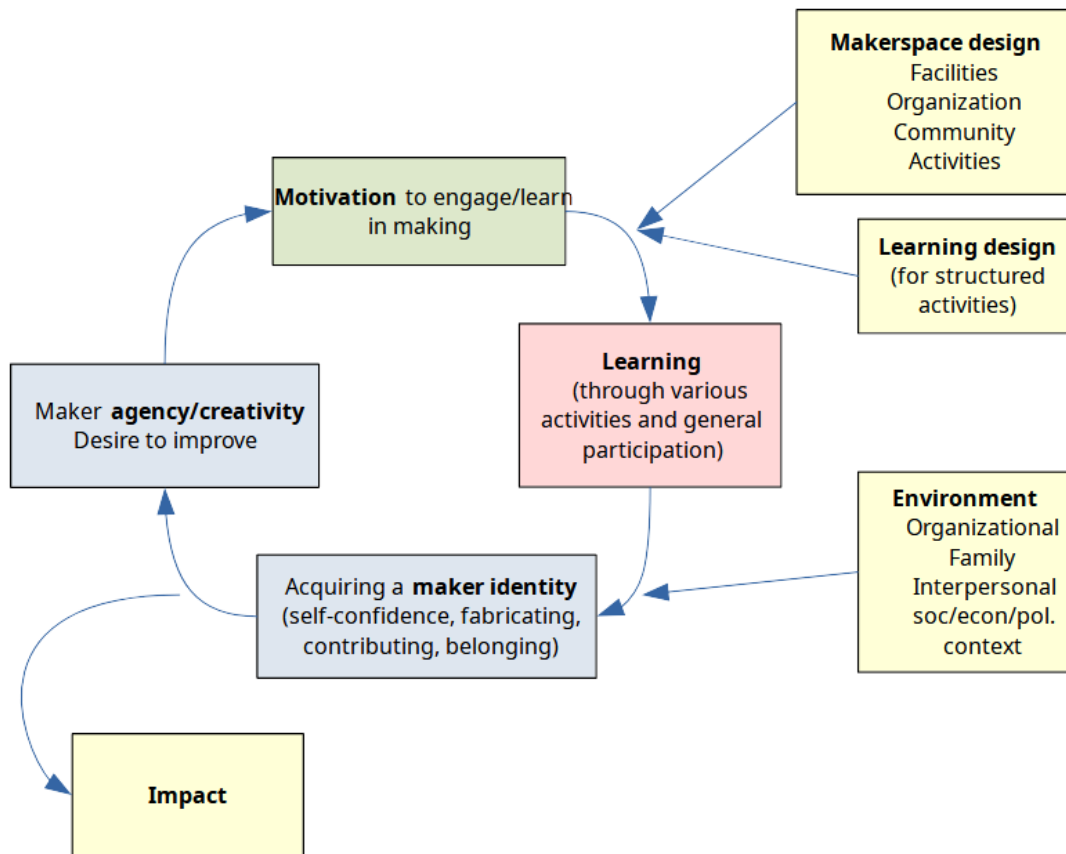 Makerspace design
Facilities
Organization
Community
Activities
Motivation to engage/learn
in making
Learning design
(for structured
activities)
Learning
(through various
activities and general
participation)
Maker agency/creativity
Desire to improve
Environment
Organizational
Family
Interpersonal
soc/econ/pol.
context
Acquiring a maker identity
(self-confidence, fabricating,
contributing, belonging)
Impact